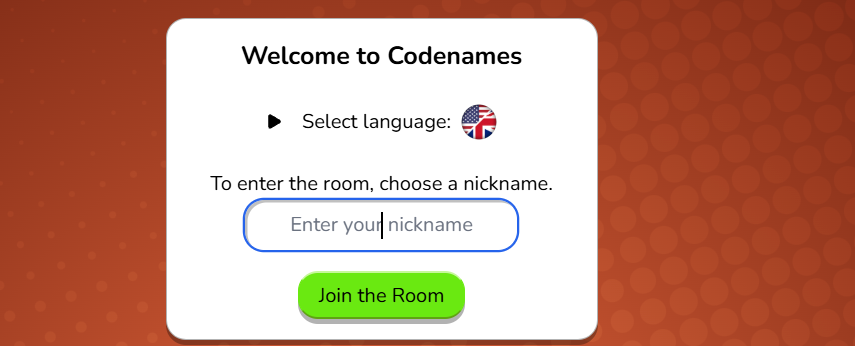 Welcome to Codenames
Select language:
To enter the room, choose a nickname.
Enter your nickname
Join the Room